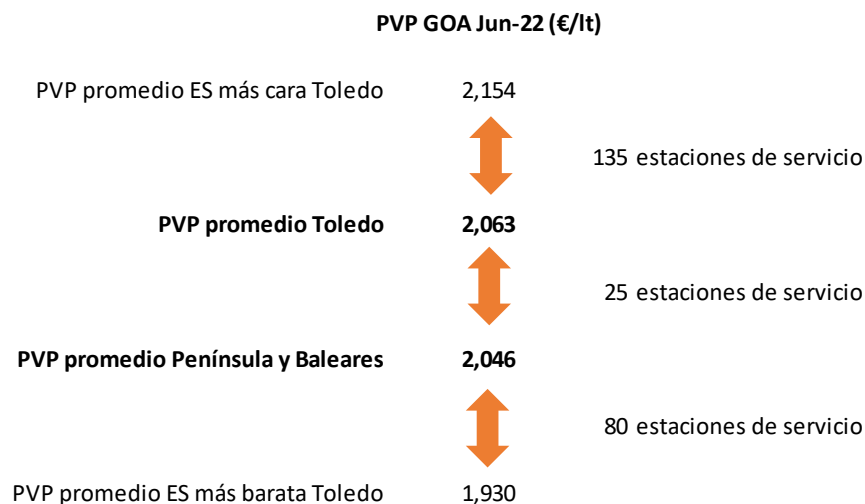 PVP GOA Jun-22 (€/lt)
PVP promedio ES más cara Toledo 2,154
135 estaciones de servicio
PVP promedio Toledo 2,063
25 estaciones de servicio
PVP promedio Península y Baleares 2,046
80 estaciones de servicio
PVP promedio ES más barata Toledo 1,930